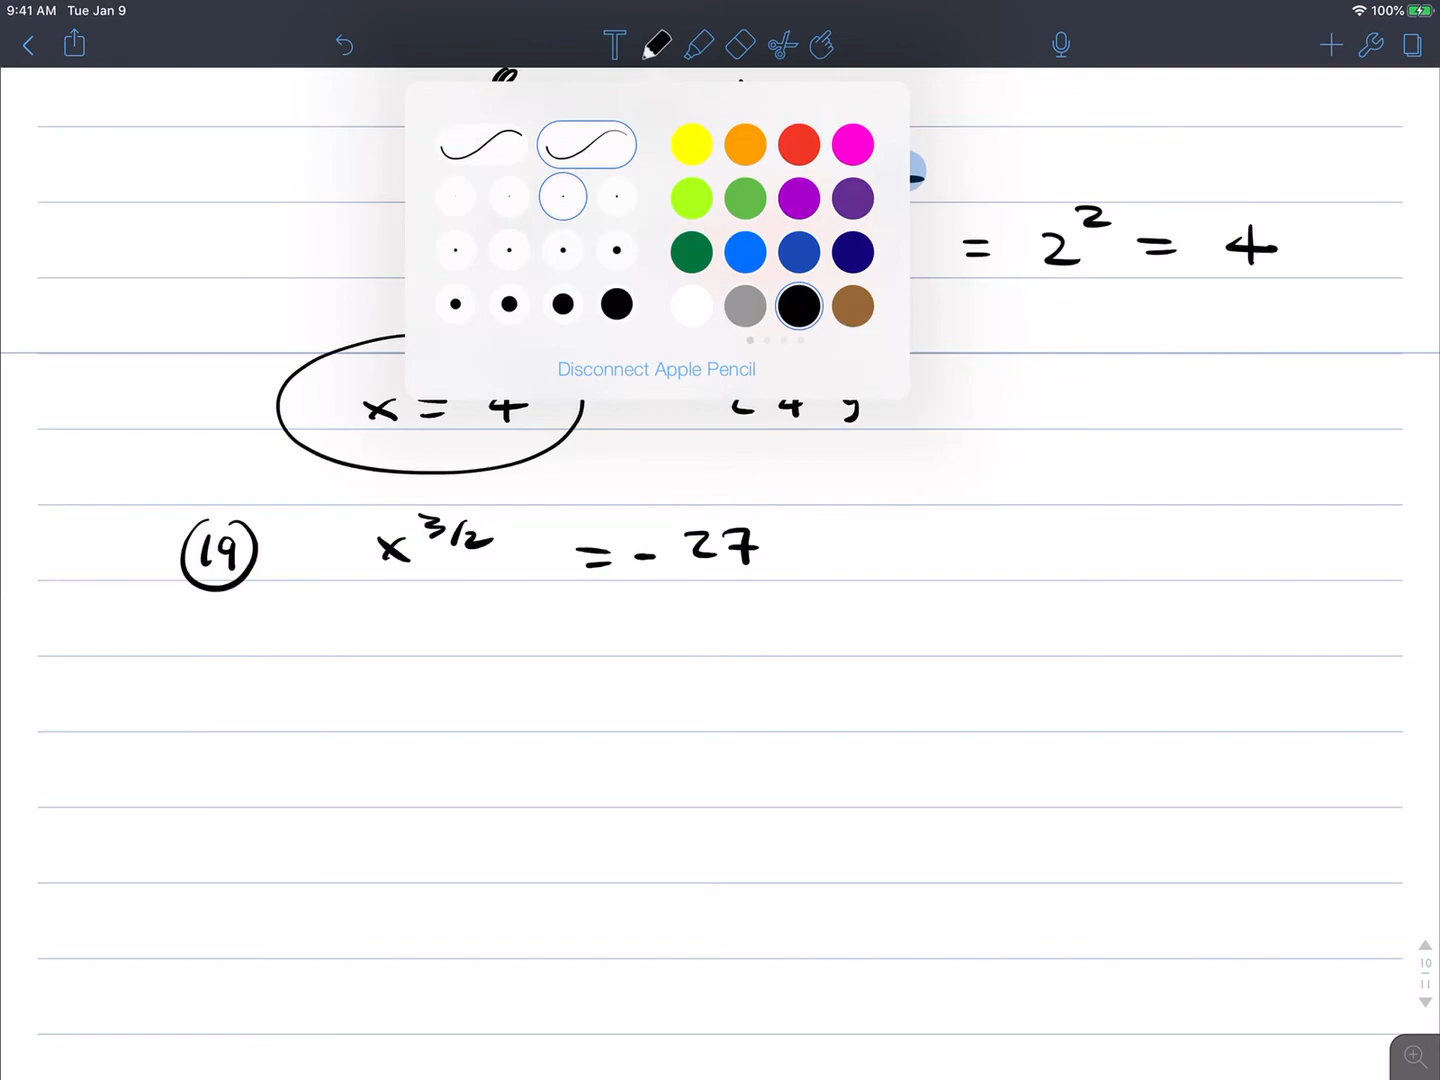 9:41 AM Tue Jan 9
100%
T
= 2² = 4
Disconnect Apple Pencil
x = 4 { 4 }
19 x^3/2 = - 27
10
11